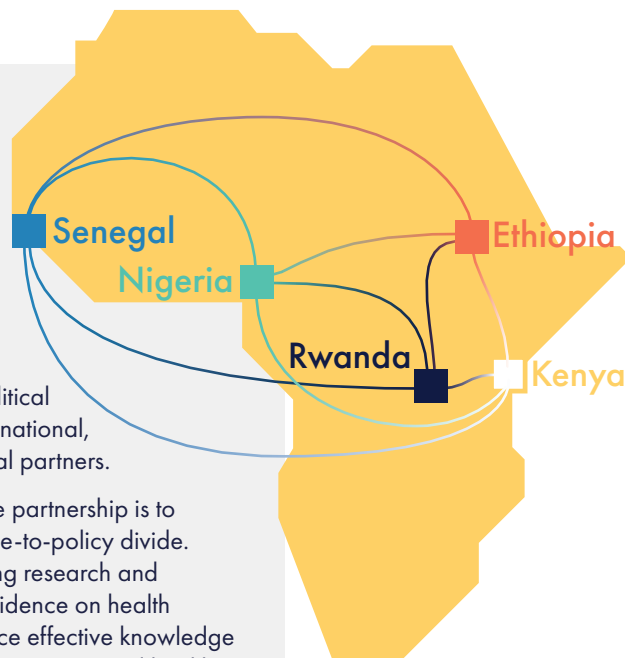 Senegal
Ethiopia
Nigeria
Rwanda
Kenya
litical
national,
al partners.
e partnership is to
e-to-policy divide.
ng research and
idence on health
ce effective knowledge